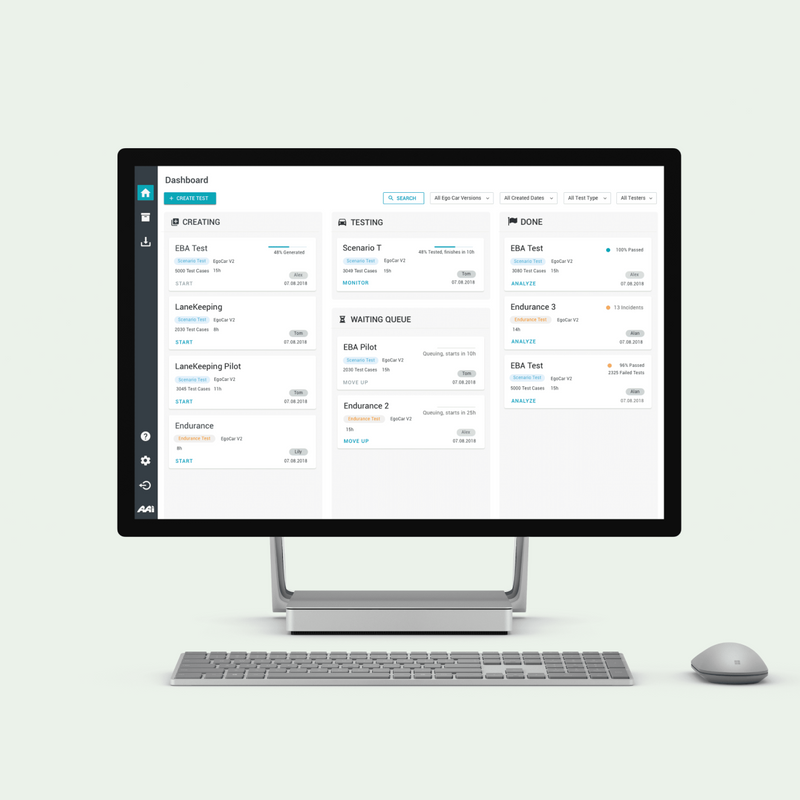 Dashboard
+ CREATE TEST
SEARCH
All Ego Car Versions
All Created Dates
All Test Type
All Testers
CREATING
EBA Test
48% Generated
Scenario Test EgoCar V2
5000 Test Cases 15h
Alex
START 07.08.2018
LaneKeeping
Scenario Test EgoCar V2
2030 Test Cases 8h
Tom
START 07.08.2018
LaneKeeping Pilot
Scenario Test EgoCar V2
3045 Test Cases 11h
Tom
START 07.08.2018
Endurance
Endurance Test EgoCar V2
8h
Lily
START 07.08.2018
TESTING
Scenario T
48% Tested, finishes in 10h
Scenario Test EgoCar V2
3049 Test Cases 15h
Tom
MONITOR 07.08.2018
WAITING QUEUE
EBA Pilot
Queuing, starts in 10h
Scenario Test EgoCar V2
2030 Test Cases 15h
Tom
MOVE UP 07.08.2018
Endurance 2
Queuing, starts in 25h
Endurance Test EgoCar V2
15h
Alex
MOVE UP 07.08.2018
DONE
EBA Test
100% Passed
Scenario Test EgoCar V2
3080 Test Cases 15h
Alex
ANALYZE 07.08.2018
Endurance 3
13 Incidents
Endurance Test EgoCar V2
14h
Alan
ANALYZE 07.08.2018
EBA Test
98% Passed
2325 Failed Tests
Scenario Test EgoCar V2
5000 Test Cases 15h
Alan
ANALYZE 07.08.2018
AAi